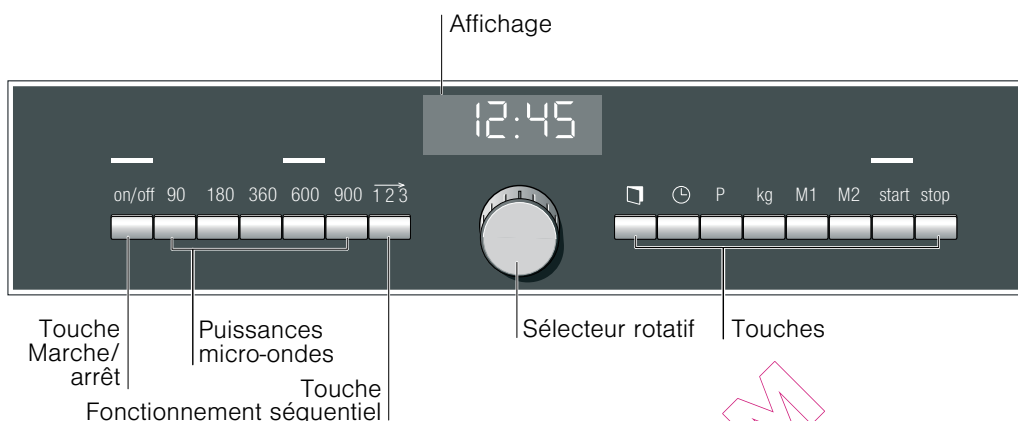 Affichage
12:45
on/off 90 180 360 600 900 123
P kg M1 M2 start stop
Touche
Marche/
arrêt
Puissances
micro-ondes
Touche
Fonctionnement séquentiel
Sélecteur rotatif
Touches
M